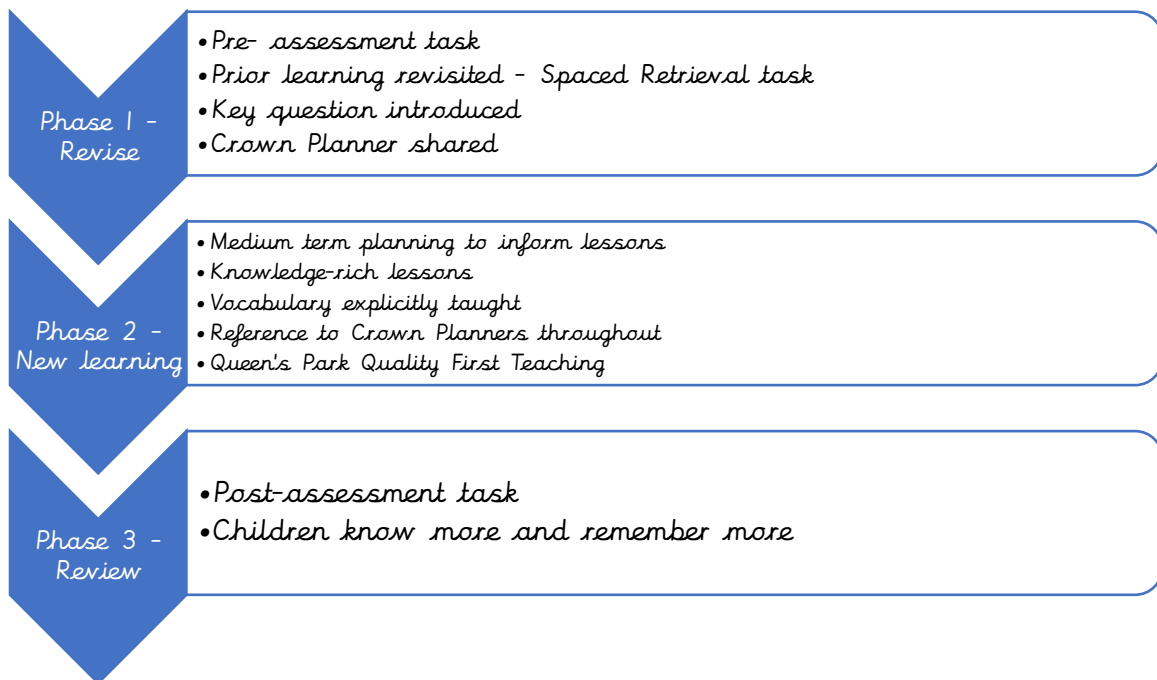 Phase 1 -
Revise
•Pre- assessment task
•Prior learning revisited - Spaced Retrieval task
•Key question introduced
•Crown Planner shared
Phase 2 -
New learning
•Medium term planning to inform lessons
•Knowledge-rich lessons
•Vocabulary explicitly taught
•Reference to Crown Planners throughout
•Queen's Park Quality First Teaching
Phase 3 -
Review
•Post-assessment task
•Children know more and remember more